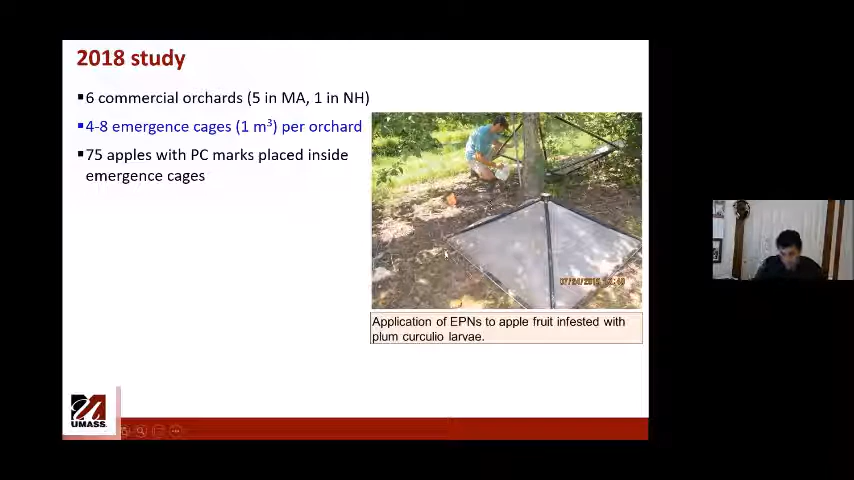 2018 study
▪6 commercial orchards (5 in MA, 1 in NH)
▪4-8 emergence cages (1 m³) per orchard
▪75 apples with PC marks placed inside
emergence cages
Application of EPNs to apple fruit infested with
plum curculio larvae.
UMASS